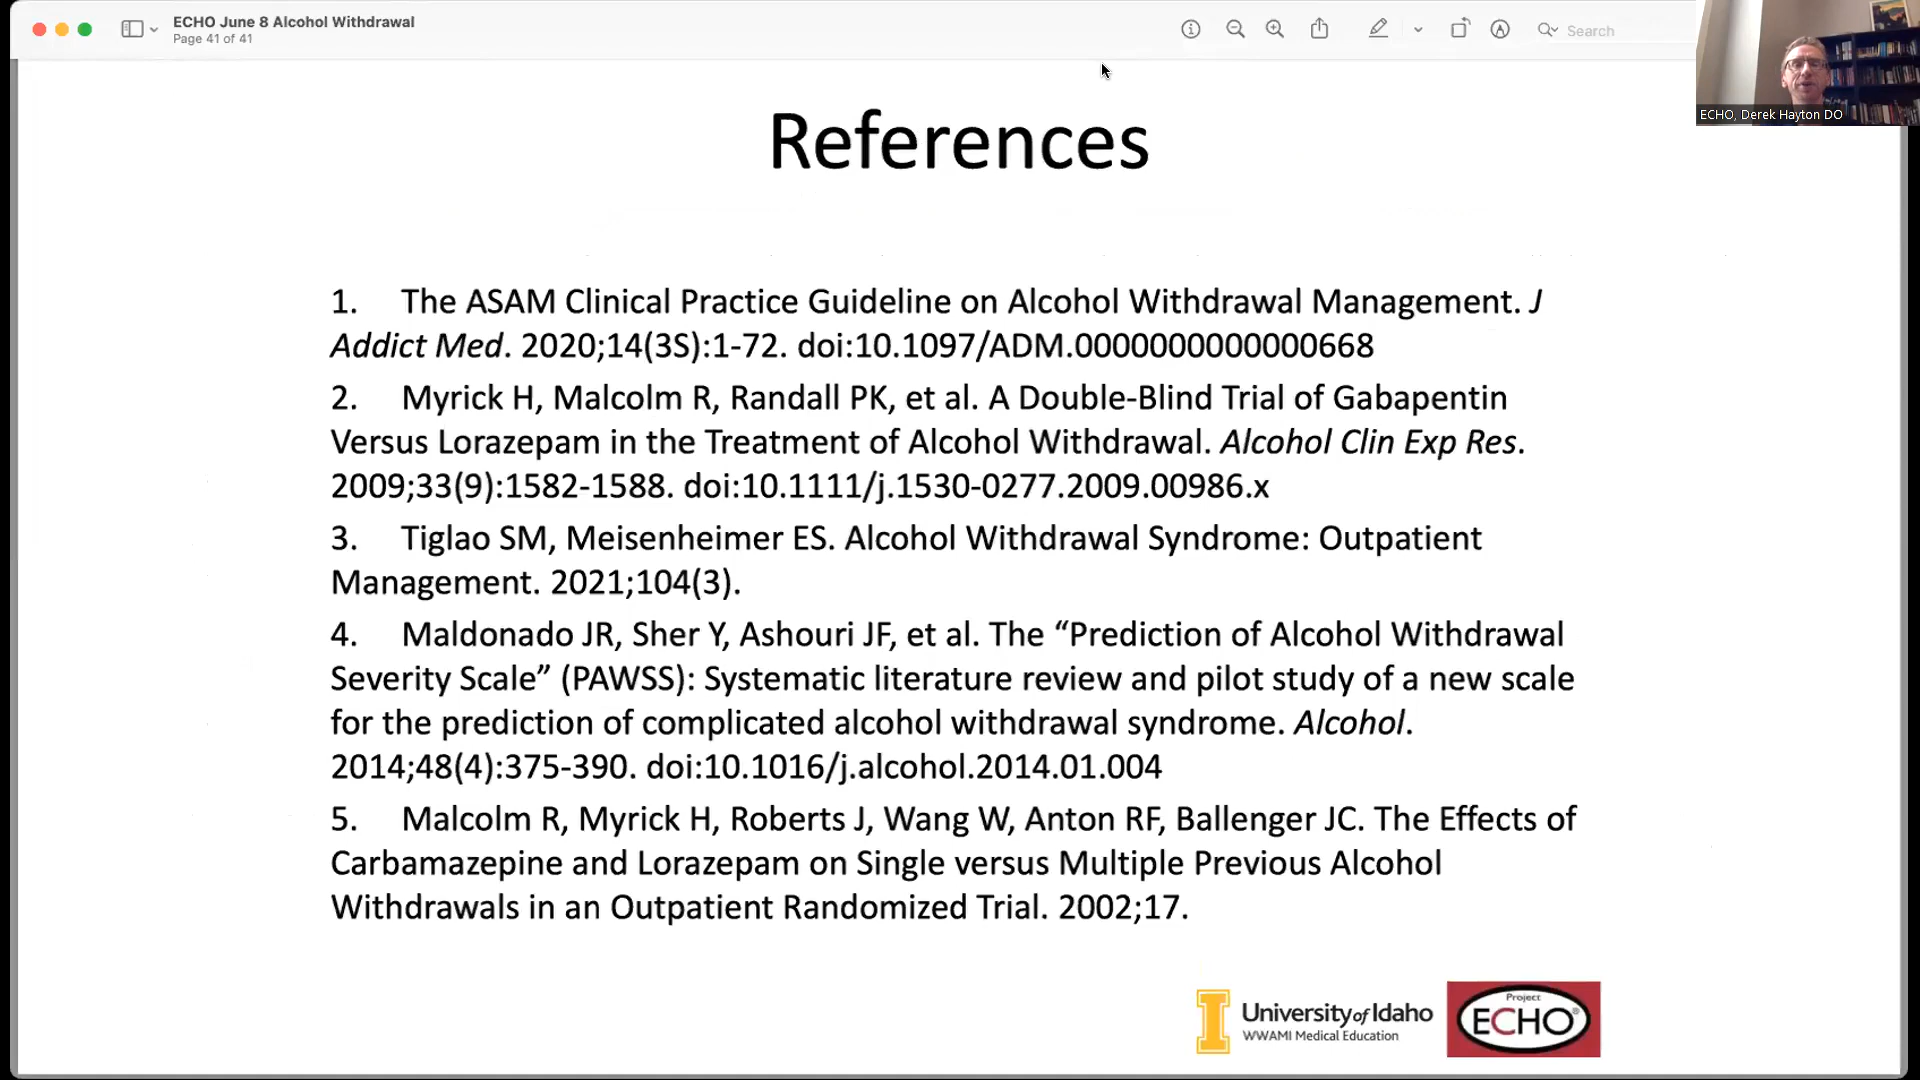 ECHO June 8 Alcohol Withdrawal
Page 41 of 41
Search
ECHO, Derek Hayton DO
References
1. The ASAM Clinical Practice Guideline on Alcohol Withdrawal Management. J
Addict Med. 2020;14(3S):1-72. doi:10.1097/ADM.0000000000000668
2. Myrick H, Malcolm R, Randall PK, et al. A Double-Blind Trial of Gabapentin
Versus Lorazepam in the Treatment of Alcohol Withdrawal. Alcohol Clin Exp Res.
2009;33(9):1582-1588. doi:10.1111/j.1530-0277.2009.00986.x
3. Tiglao SM, Meisenheimer ES. Alcohol Withdrawal Syndrome: Outpatient
Management. 2021;104(3).
4. Maldonado JR, Sher Y, Ashouri JF, et al. The “Prediction of Alcohol Withdrawal
Severity Scale” (PAWSS): Systematic literature review and pilot study of a new scale
for the prediction of complicated alcohol withdrawal syndrome. Alcohol.
2014;48(4):375-390. doi:10.1016/j.alcohol.2014.01.004
5. Malcolm R, Myrick H, Roberts J, Wang W, Anton RF, Ballenger JC. The Effects of
Carbamazepine and Lorazepam on Single versus Multiple Previous Alcohol
Withdrawals in an Outpatient Randomized Trial. 2002;17.
I University of Idaho
WWAMI Medical Education
Project
ECHO®